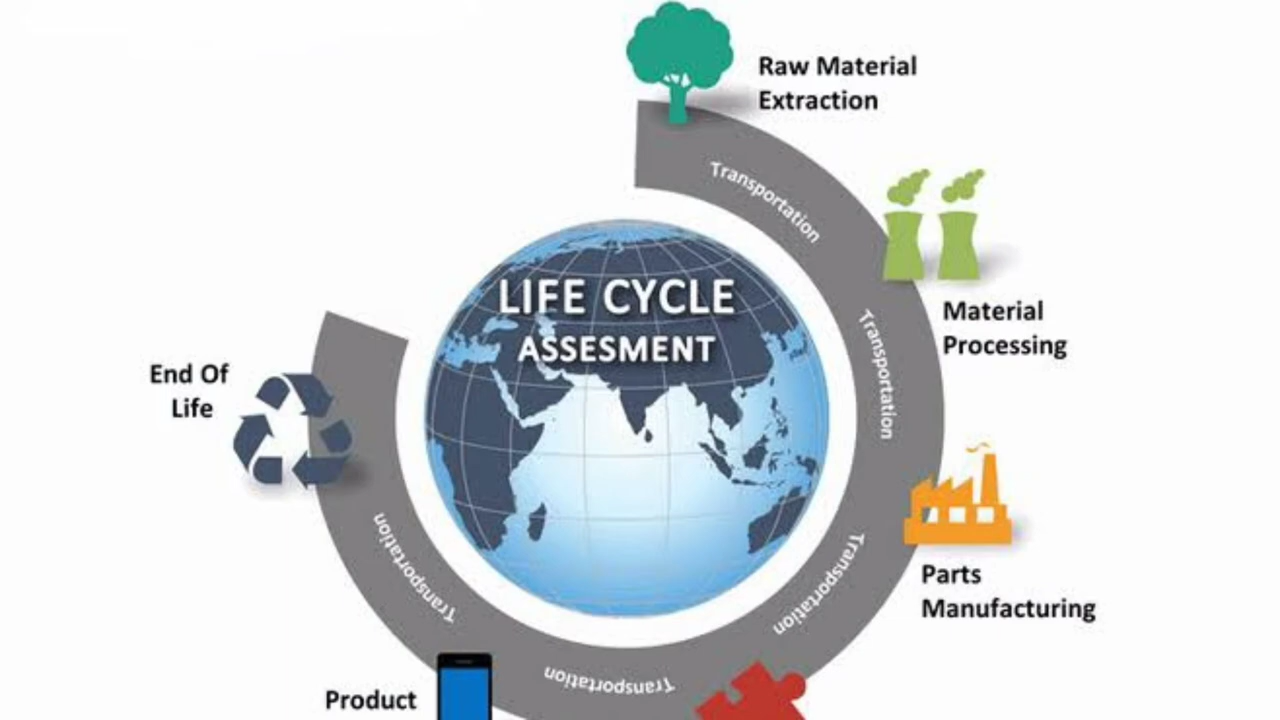 Raw Material
Extraction
Transportation
Material
Processing
Transportation
LIFE CYCLE
ASSESMENT
End Of
Life
Parts
Manufacturing
Transportation
Transportation
Transportation
Product